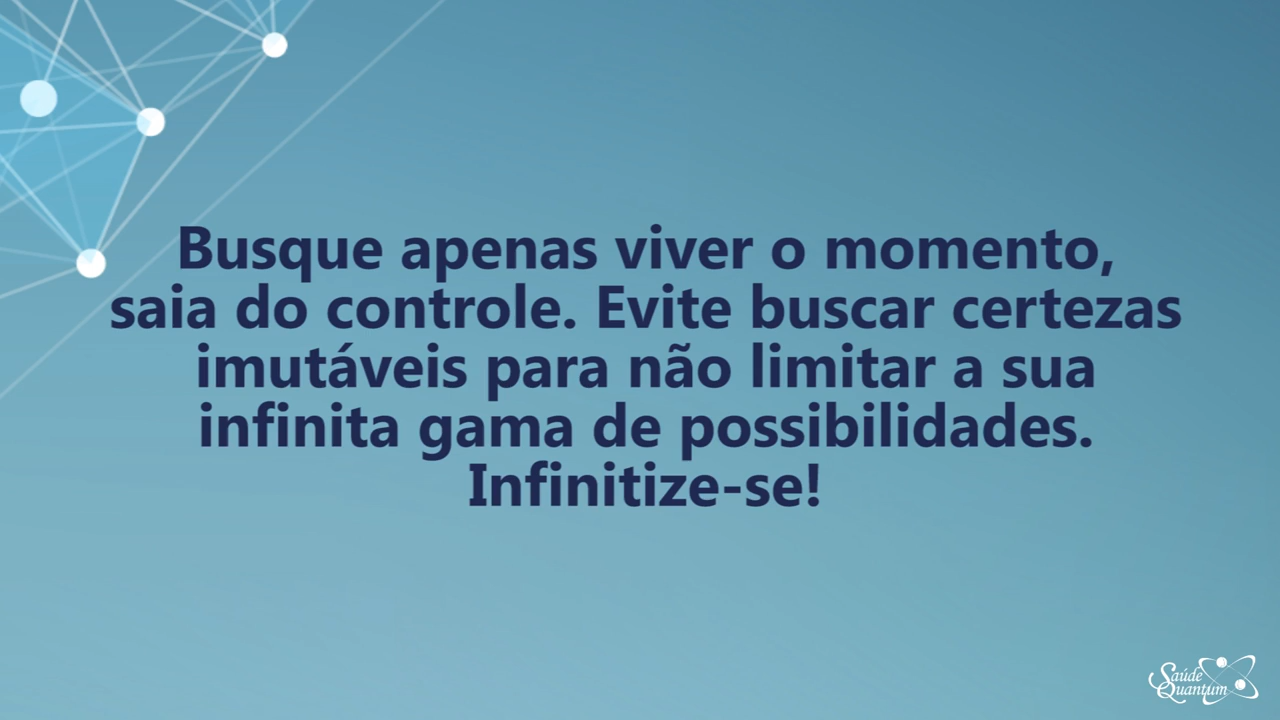 Busque apenas viver o momento,
saia do controle. Evite buscar certezas
imutáveis para não limitar a sua
infinita gama de possibilidades.
Infinitize-se!
Saúde
Quantum